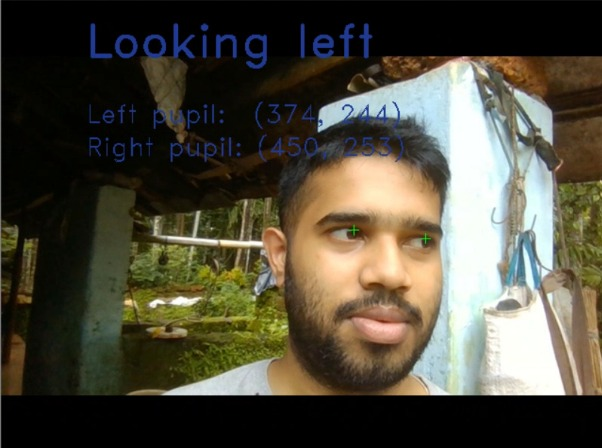 Looking left
Left pupil: (374, 244)
Right pupil: (450, 253)